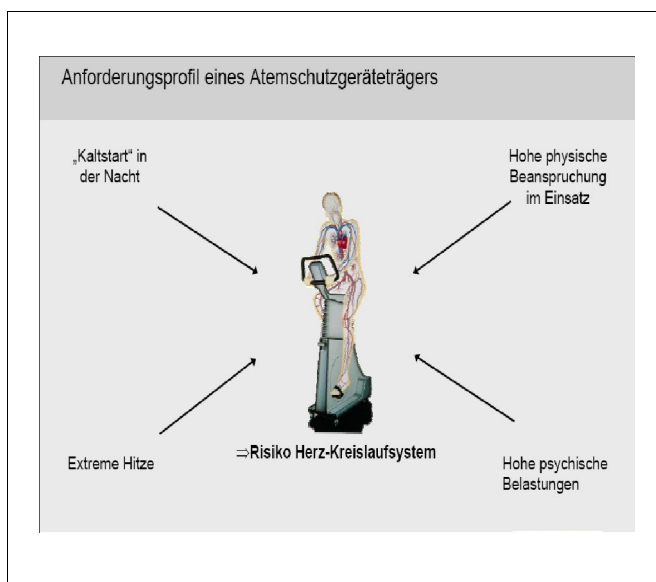 Anforderungsprofil eines Atemschutzgeräteträgers
„Kaltstart“ in
der Nacht
Hohe physische
Beanspruchung
im Einsatz
Extreme Hitze
⇒Risiko Herz-Kreislaufsystem
Hohe psychische
Belastungen